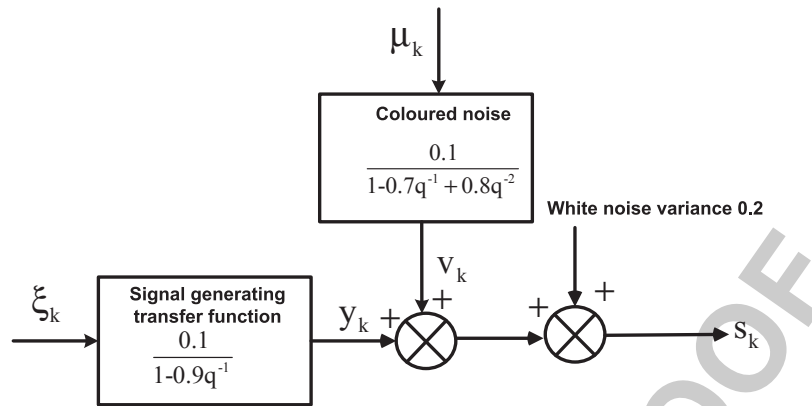 μk
Coloured noise
0.1
1-0.7q-1 + 0.8q-2
White noise variance 0.2
vk
+
+
+
ξk
Signal generating
transfer function
0.1
1-0.9q-1
yk
+
+
sk
PROOF